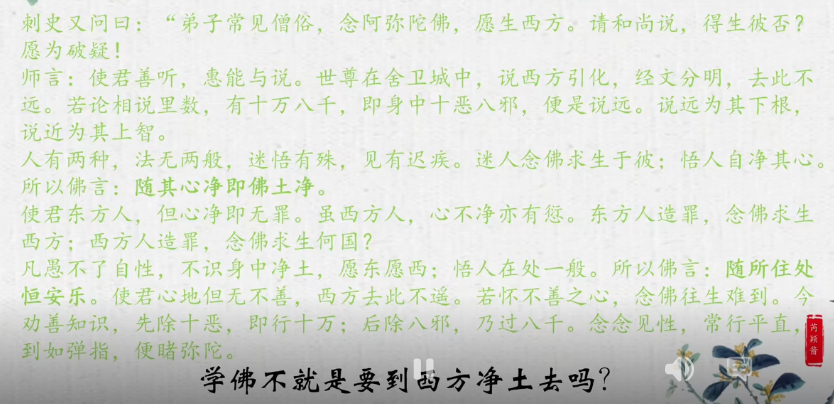 刺史又问曰：“弟子常见僧俗，念阿弥陀佛，愿生西方。请和尚说，得生彼否？
愿为破疑！
师言：使君善听，惠能与说。世尊在舍卫城中，说西方引化，经文分明，去此不
远。若论相说里数，有十万八千，即身中十恶八邪，便是说远。说远为其下根，
说近为其上智。
人有两种，法无两般，迷悟有殊，见有迟疾。迷人念佛求生于彼；悟人自净其心。
所以佛言：随其心净即佛土净。
使君东方人，但心净即无罪。虽西方人，心不净亦有愆。东方人造罪，念佛求生
西方；西方人造罪，念佛求生何国？
凡愚不了自性，不识身中净土，愿东愿西；悟人在处一般。所以佛言：随所住处
恒安乐。使君心地但无不善，西方去此不遥。若怀不善之心，念佛往生难到。今
劝善知识，先除十恶，即行十万；后除八邪，乃过八千。念念见性，常行平直，
到如弹指，便睹弥陀。
学佛不就是要到西方净土去吗？